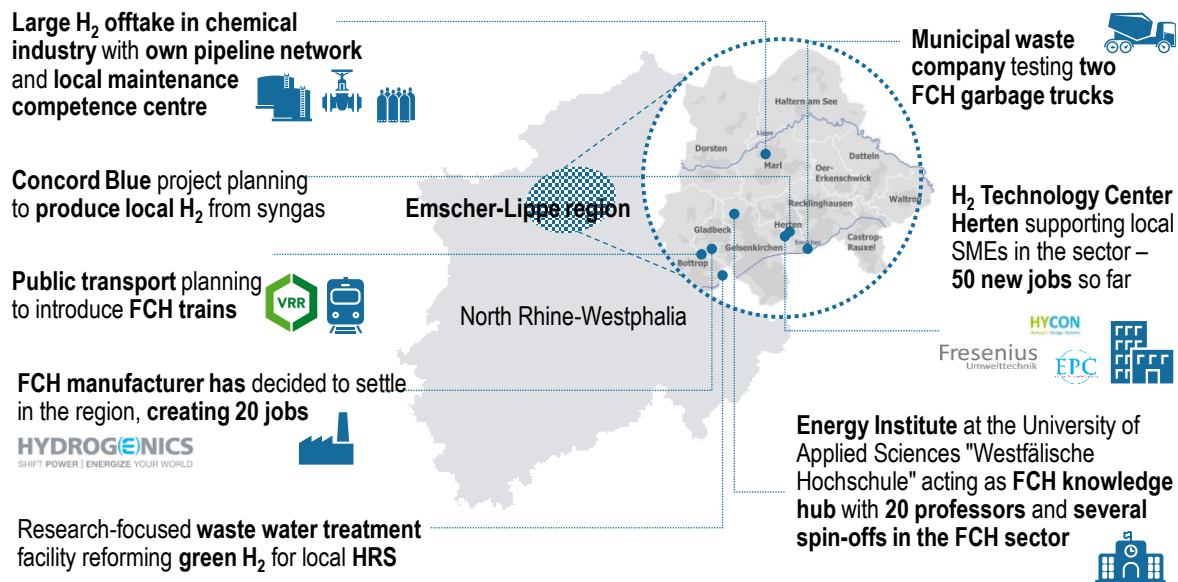 Large H₂ offtake in chemical
industry with own pipeline network
and local maintenance
competence centre
Concord Blue project planning
to produce local H₂ from syngas
Public transport planning
to introduce FCH trains
VRR
FCH manufacturer has decided to settle
in the region, creating 20 jobs
HYDROGENICS
SHIFT POWER | ENERGIZE YOUR WORLD
Research-focused waste water treatment
facility reforming green H₂ for local HRS
Emscher-Lippe region
North Rhine-Westphalia
Haltern am See
Lippe
Dorsten
Marl
Datteln
Oer-
Erkenschwick
Waltrop
Recklinghausen
Gladbeck
Herten
Gelsenkirchen
Emscher
Castrop-
Rauxel
Bottrop
Municipal waste
company testing two
FCH garbage trucks
H₂ Technology Center
Herten supporting local
SMEs in the sector –
50 new jobs so far
HYCON
Fresenius
Umwelttechnik
EPC
Energy Institute at the University of
Applied Sciences "Westfälische
Hochschule" acting as FCH knowledge
hub with 20 professors and several
spin-offs in the FCH sector